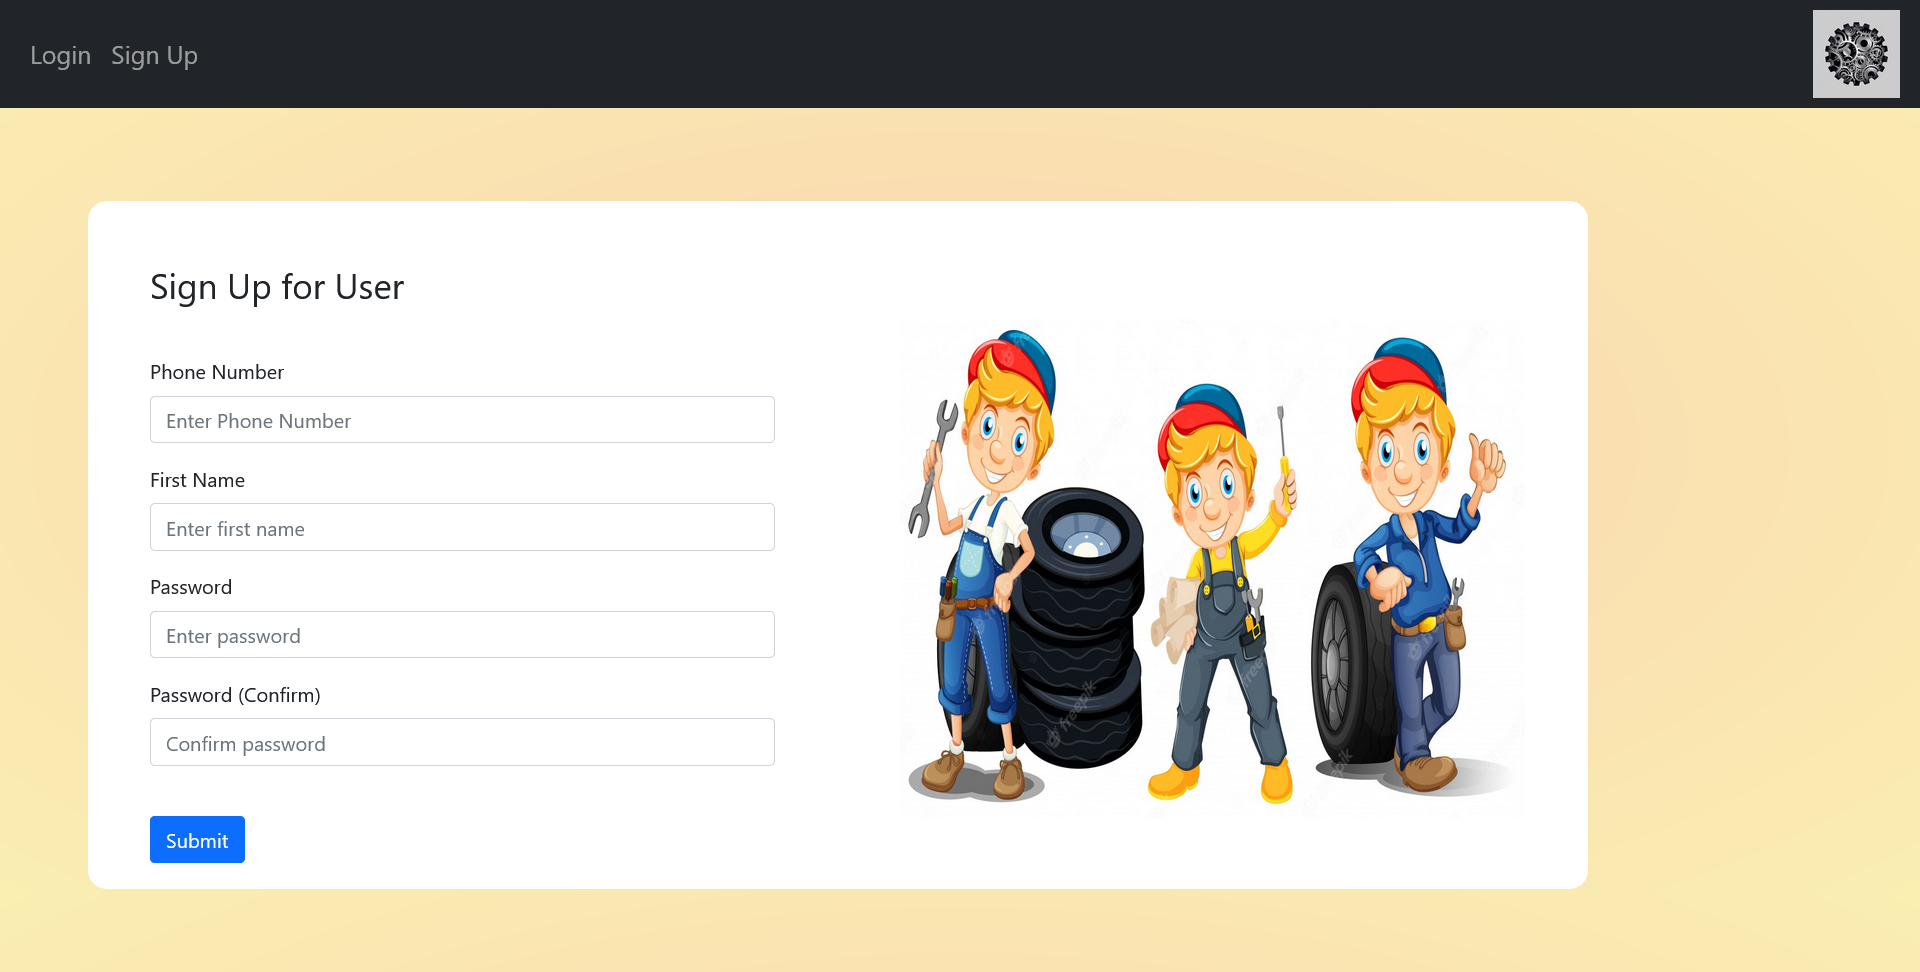 Login Sign Up
Sign Up for User
Phone Number
Enter Phone Number
First Name
Enter first name
Password
Enter password
Password (Confirm)
Confirm password
Submit
freepik